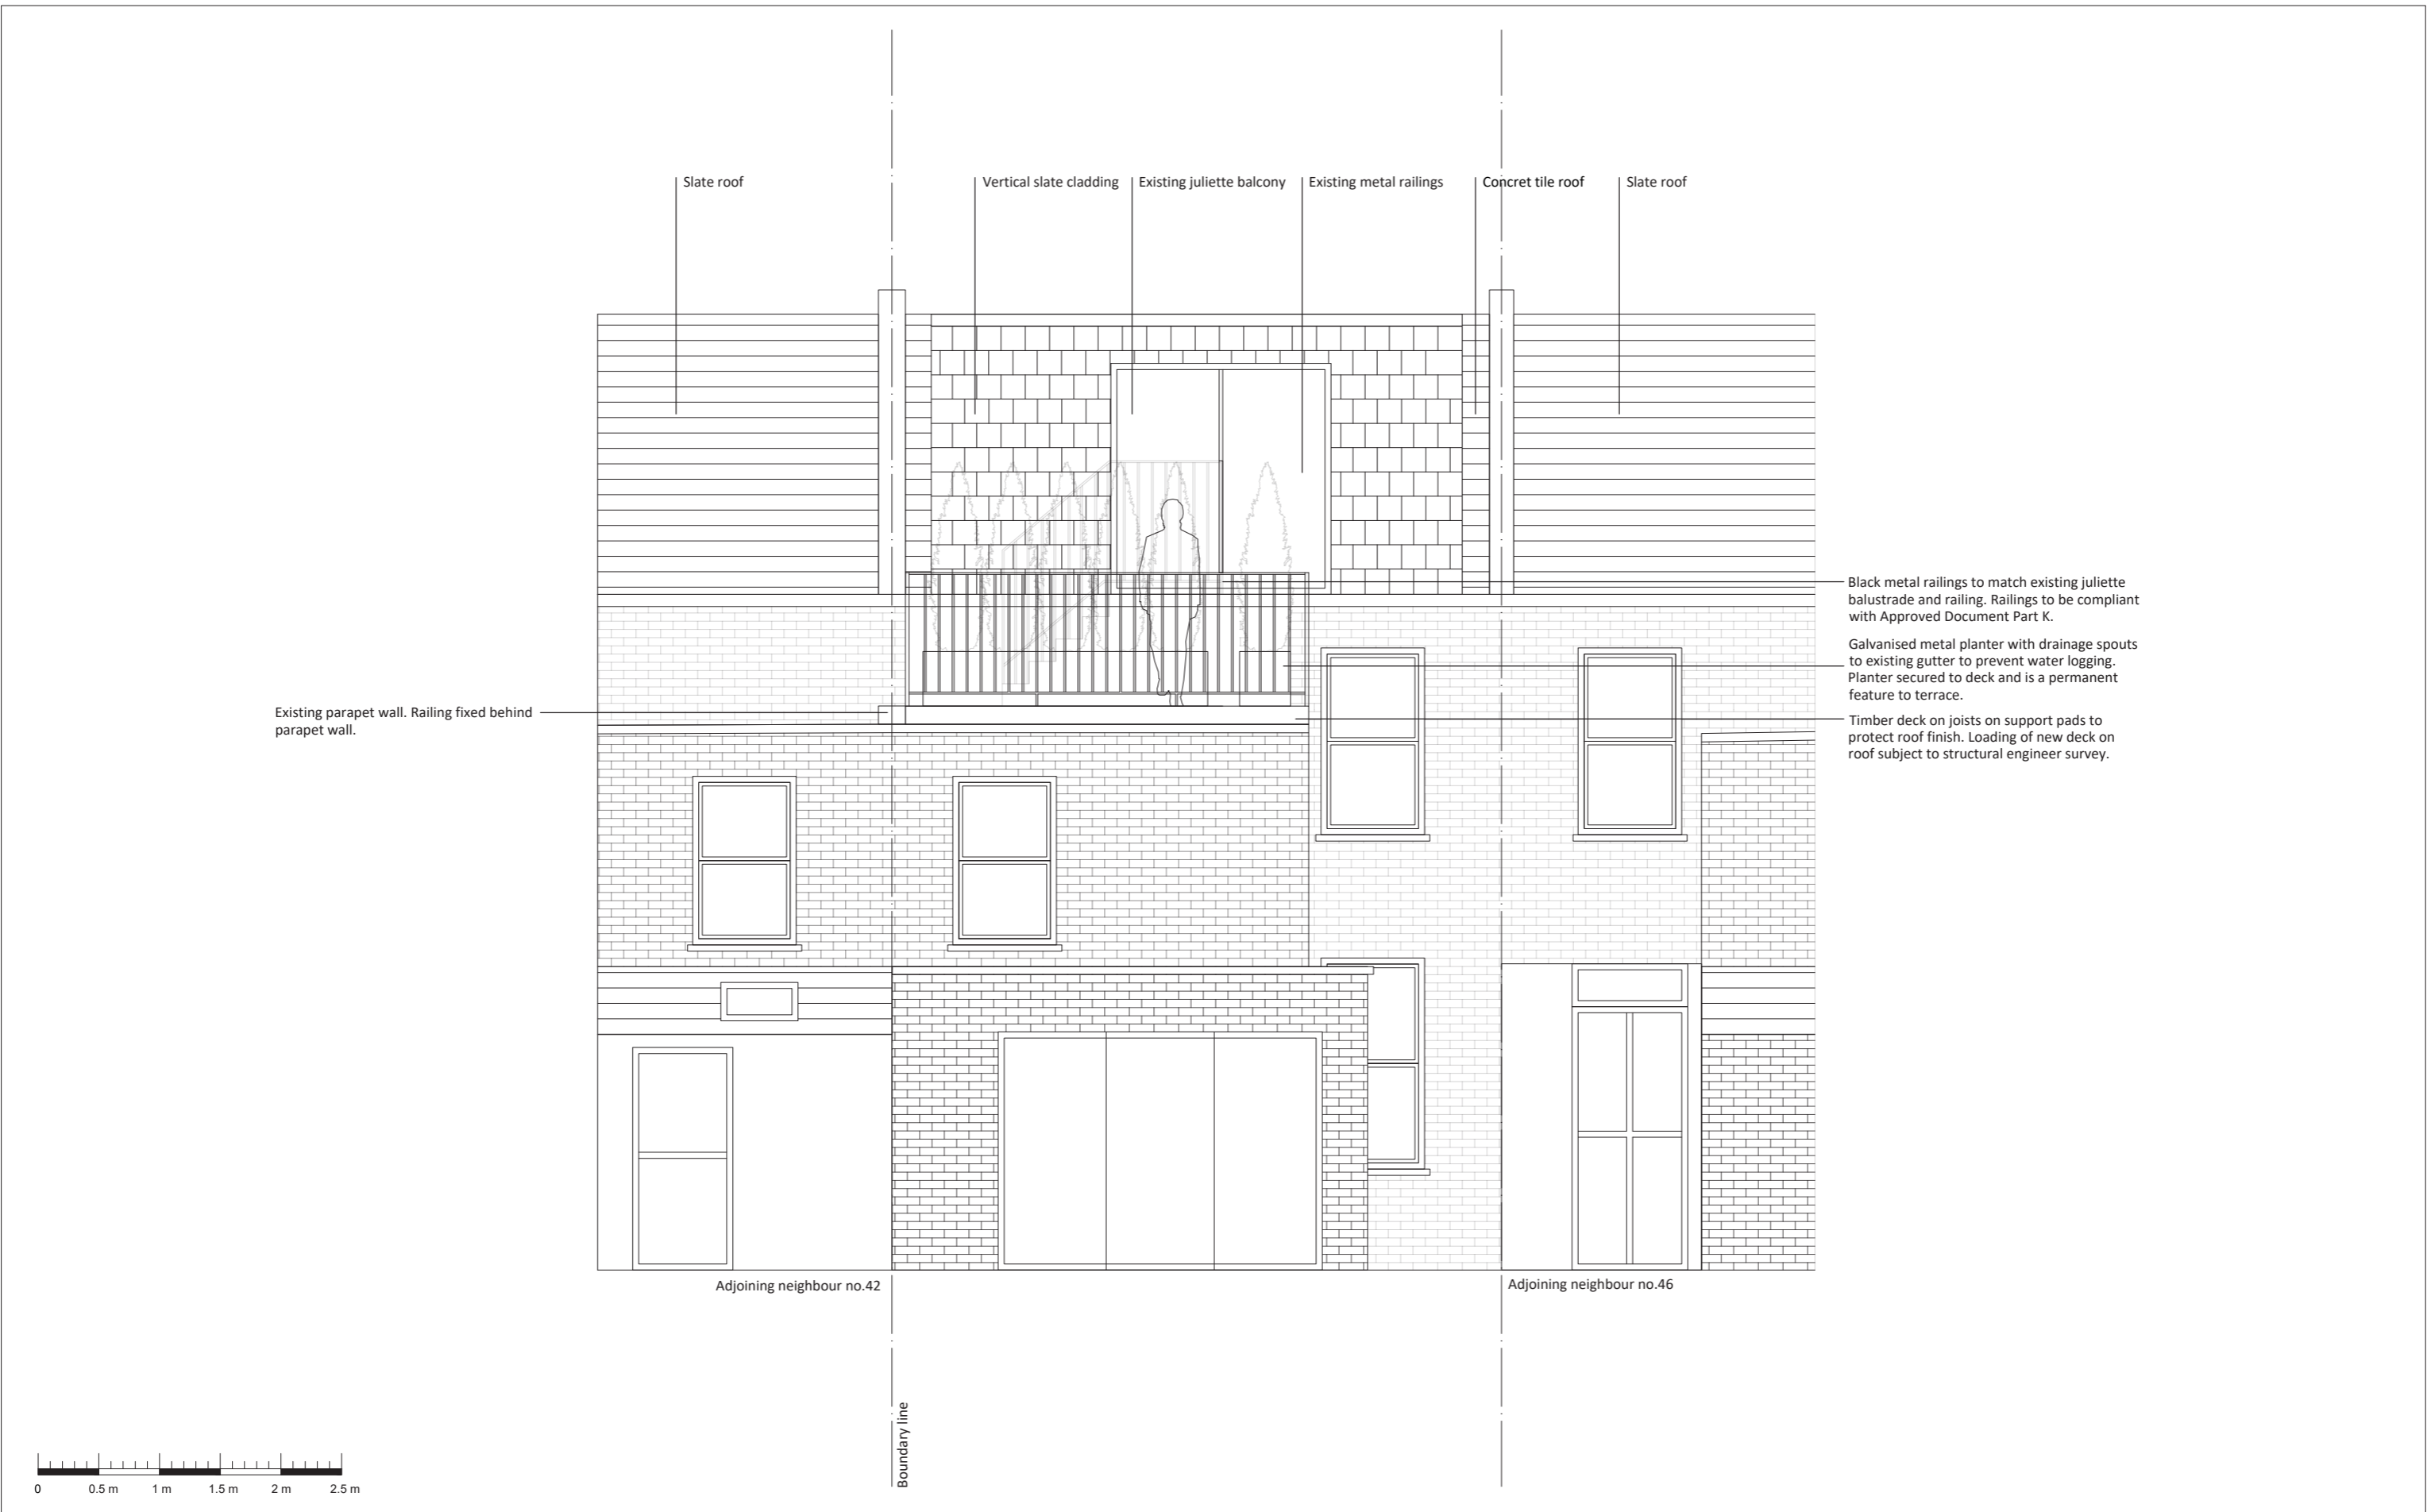 Slate roof
Vertical slate cladding
Existing juliette balcony
Existing metal railings
Concret tile roof
Slate roof
Black metal railings to match existing juliette
balustrade and railing. Railings to be compliant
with Approved Document Part K.
Galvanised metal planter with drainage spouts
to existing gutter to prevent water logging.
Planter secured to deck and is a permanent
feature to terrace.
Existing parapet wall. Railing fixed behind
parapet wall.
Timber deck on joists on support pads to
protect roof finish. Loading of new deck on
roof subject to structural engineer survey.
Adjoining neighbour no.42
Adjoining neighbour no.46
Boundary line
0 0.5 m 1 m 1.5 m 2 m 2.5 m